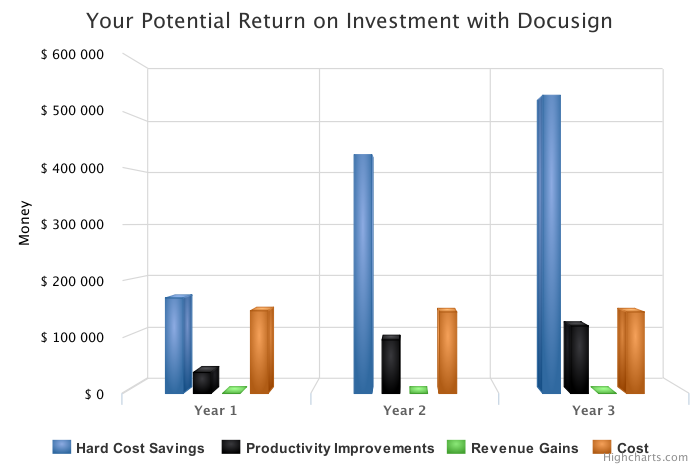 Your Potential Return on Investment with Docusign
$ 600 000
$ 500 000
$ 400 000
$ 300 000
$ 200 000
$ 100 000
$ 0
Money
Year 1 Year 2 Year 3
Hard Cost Savings Productivity Improvements Revenue Gains Cost
Highcharts.com